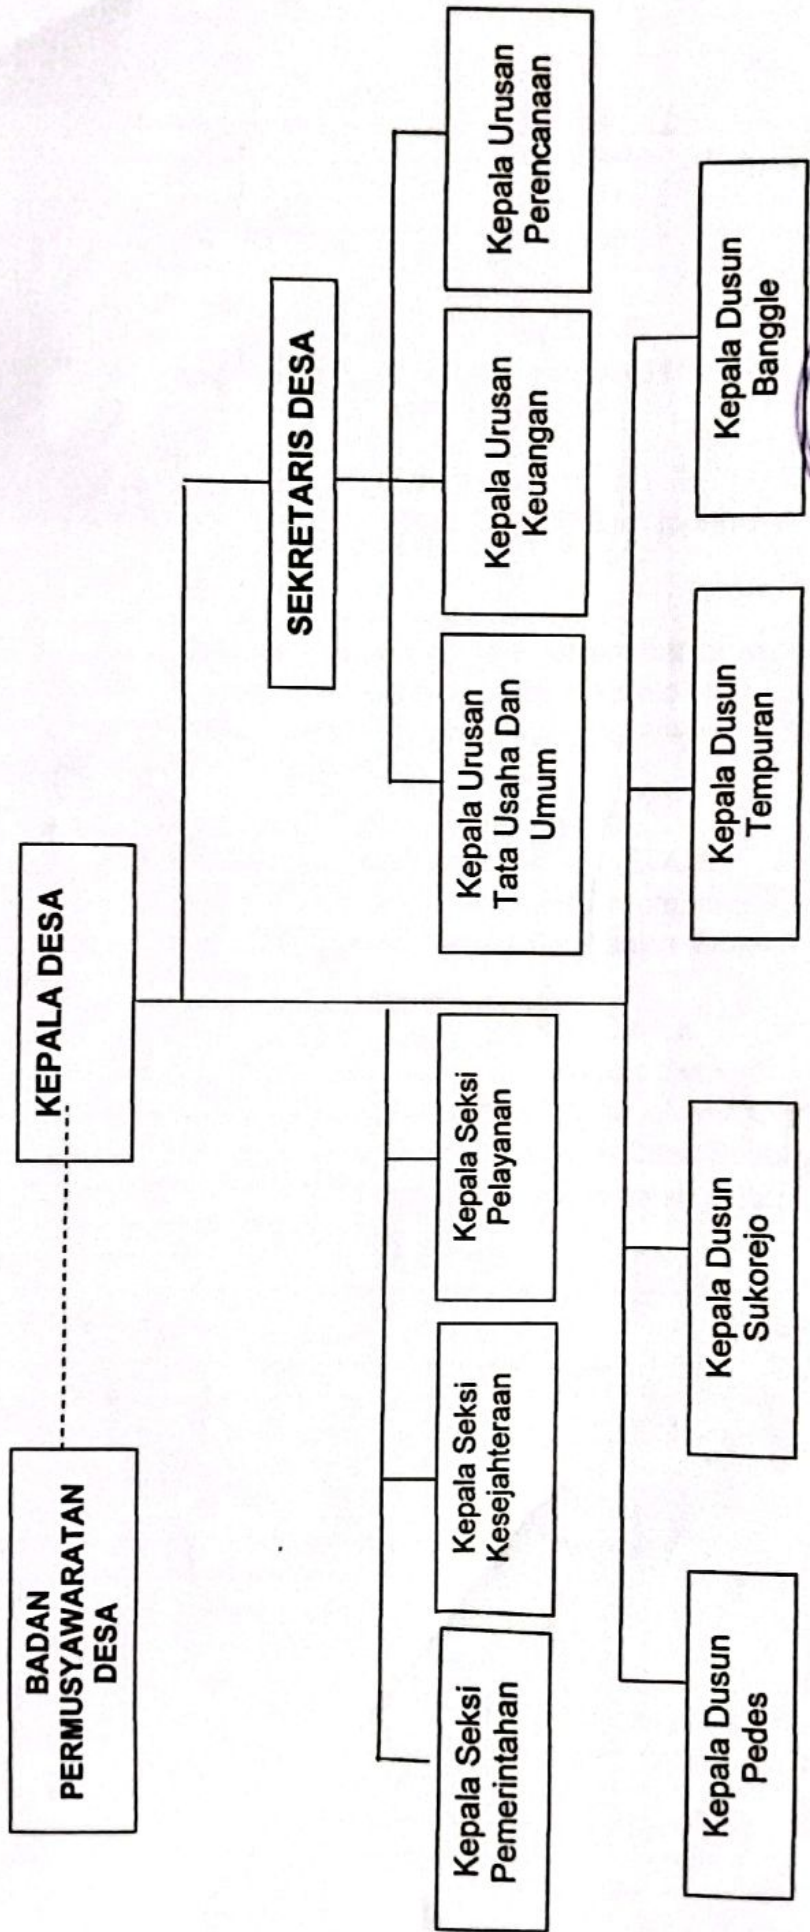 BADAN
PERMUSYAWARATAN
DESA
KEPALA DESA
SEKRETARIS DESA
Kepala Seksi
Pemerintahan
Kepala Seksi
Kesejahteraan
Kepala Seksi
Pelayanan
Kepala Urusan
Tata Usaha Dan
Umum
Kepala Urusan
Keuangan
Kepala Urusan
Perencanaan
Kepala Dusun
Pedes
Kepala Dusun
Sukorejo
Kepala Dusun
Tempuran
Kepala Dusun
Banggle